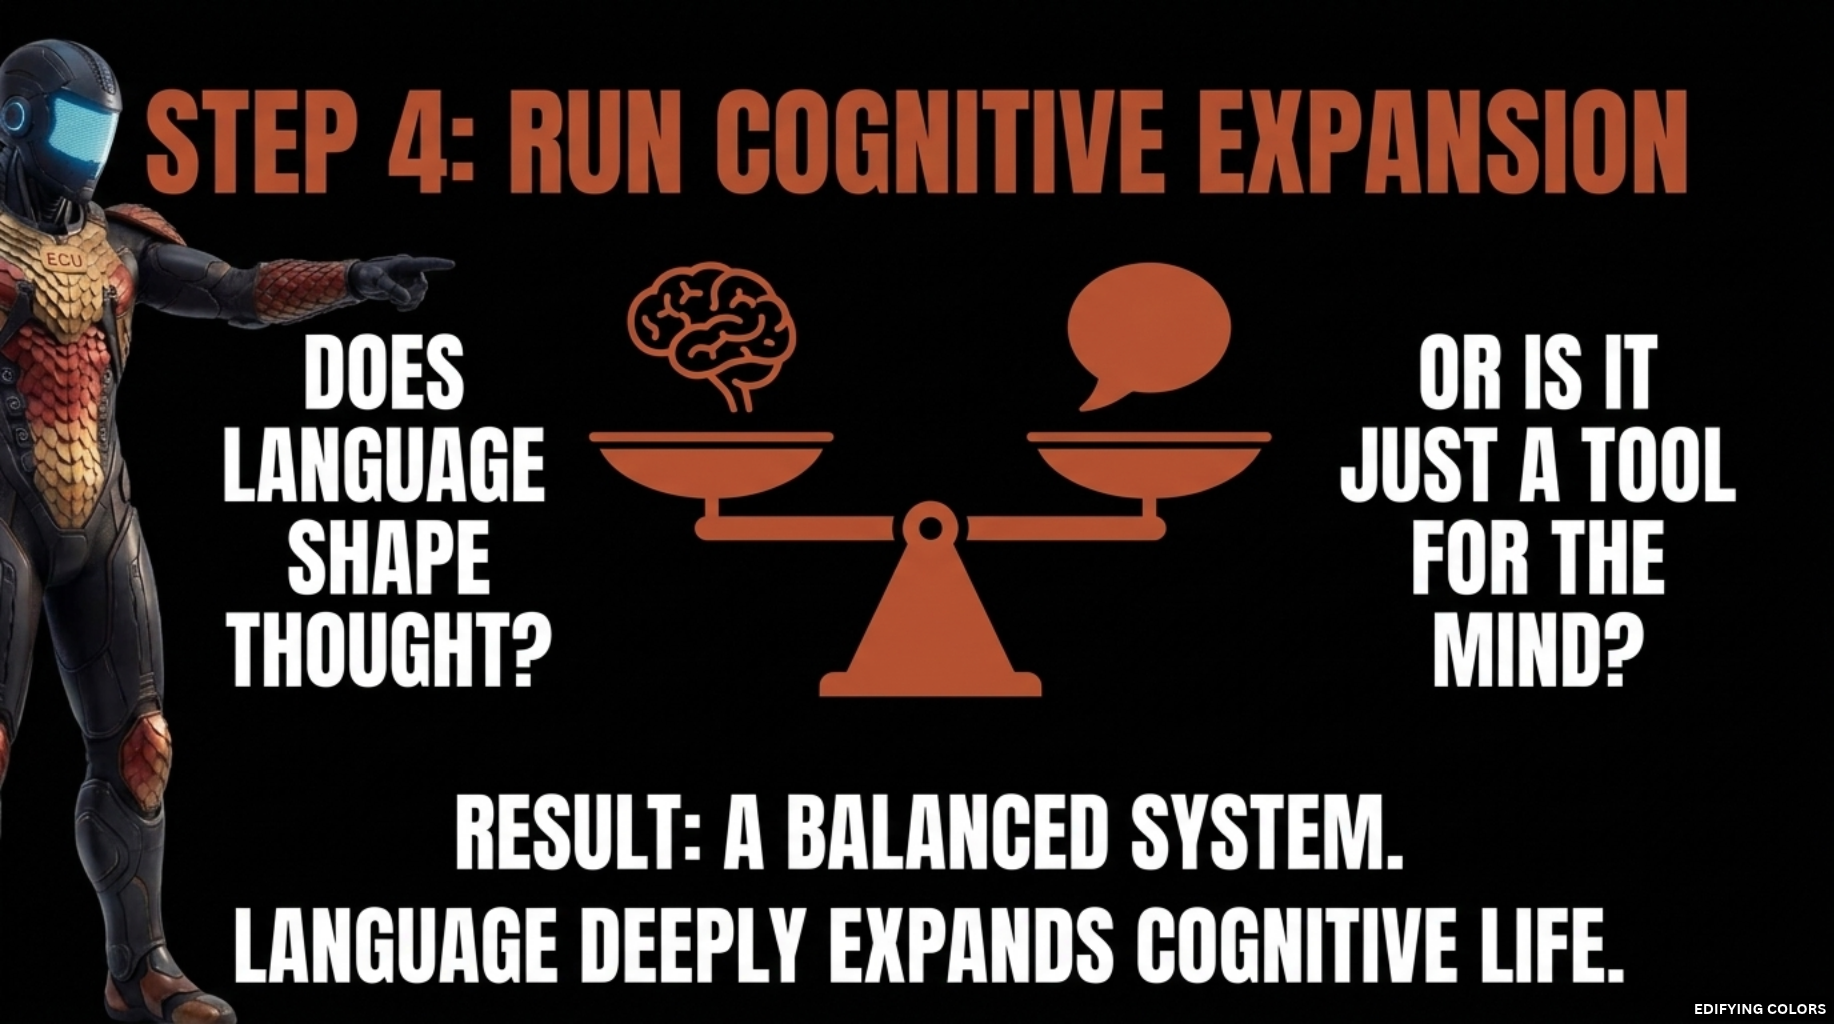 STEP 4: RUN COGNITIVE EXPANSION
ECU
DOES
LANGUAGE
SHAPE
THOUGHT?
OR IS IT
JUST A TOOL
FOR THE
MIND?
RESULT: A BALANCED SYSTEM.
LANGUAGE DEEPLY EXPANDS COGNITIVE LIFE.
EDIFYING COLORS